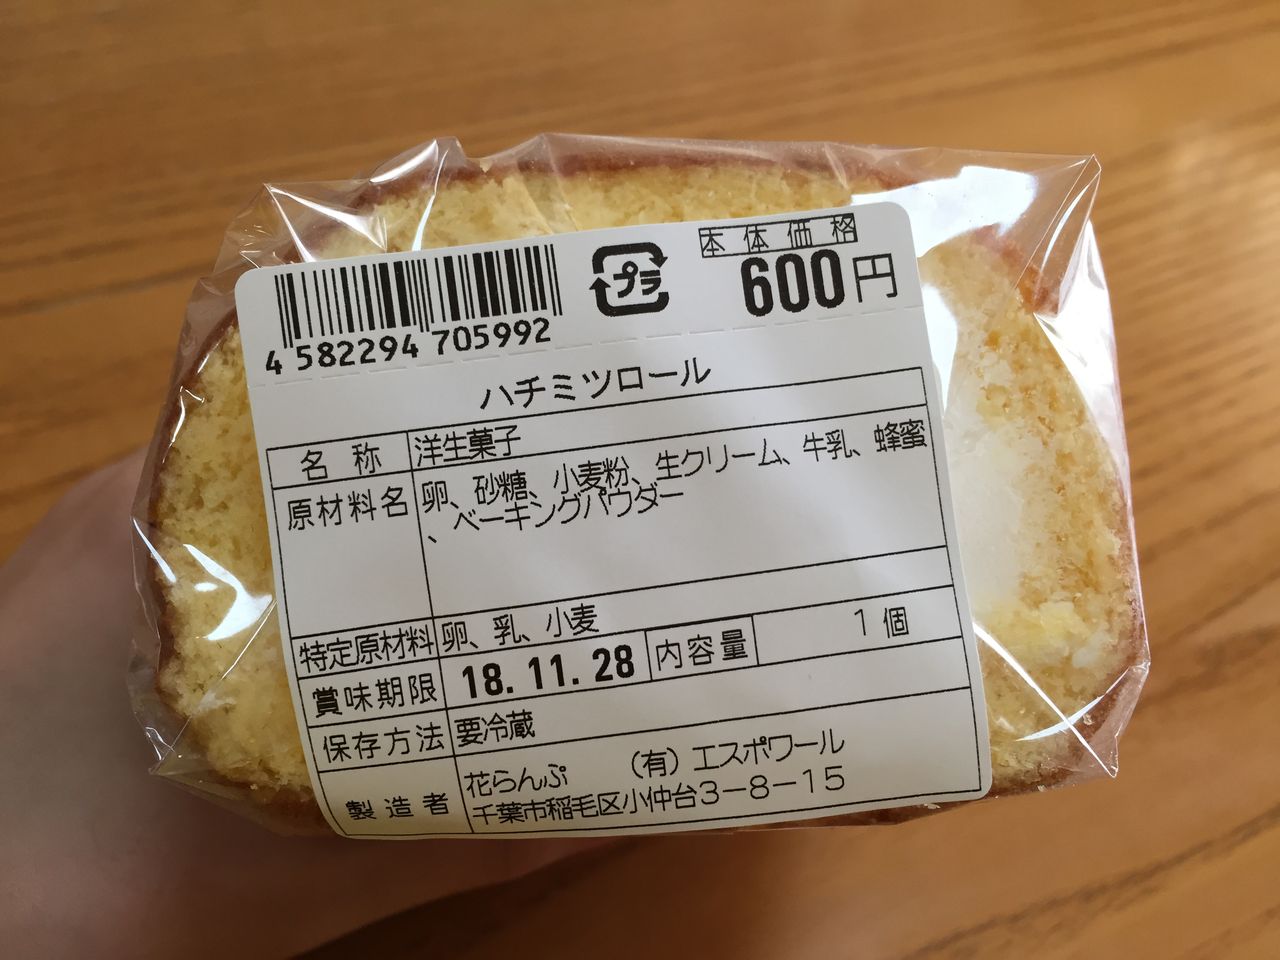 本体価格
600円
プラ
4 582294 705992
ハチミツロール
名称 洋生菓子
原材料名 卵、砂糖、小麦粉、生クリーム、牛乳、蜂蜜
、ベーキングパウダー
特定原材料 卵、乳、小麦
賞味期限 18.11.28 内容量 1個
保存方法 要冷蔵
製造者 花らんぷ (有)エスポワール
千葉市稲毛区小仲台3-8-15